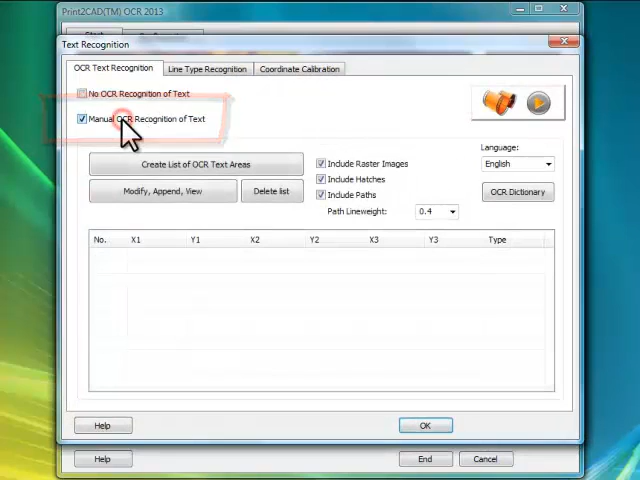 Print2CAD(TM) OCR 2013
Text Recognition
OCR Text Recognition
Line Type Recognition
Coordinate Calibration
No OCR Recognition of Text
Manual OCR Recognition of Text
Language:
English
Create List of OCR Text Areas
Include Raster Images
Include Hatches
Modify, Append, View
Delete list
Include Paths
OCR Dictionary
Path Lineweight:
0.4
No. X1 Y1 X2 Y2 X3 Y3 Type
Help
OK
Help
End
Cancel